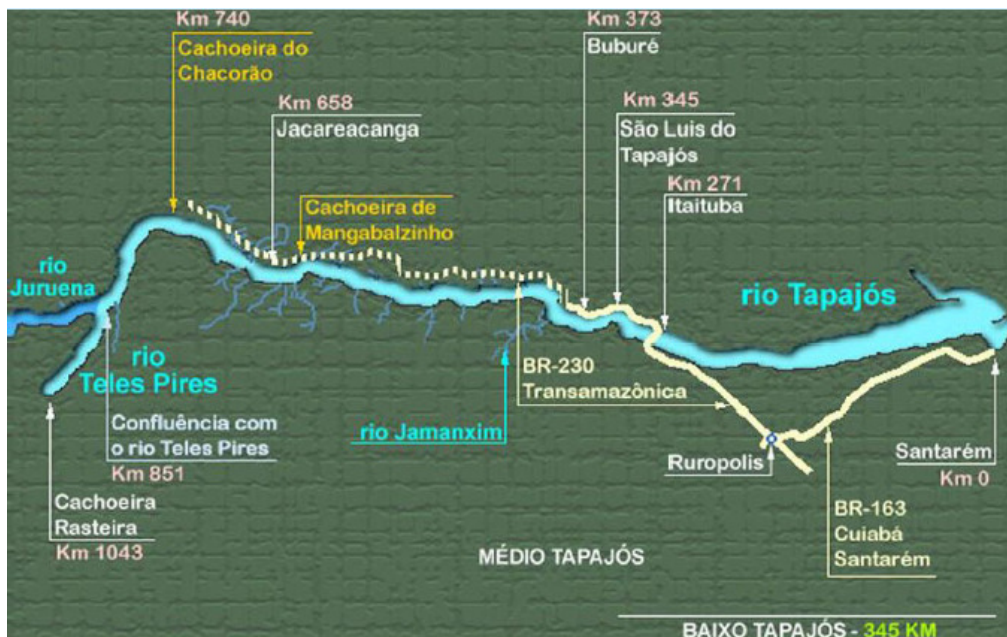 Km 740
Cachoeira do
Chacorão
Km 373
Buburé
Km 658
Jacareacanga
Km 345
São Luis do
Tapajós
Km 271
Itaituba
Cachoeira de
Mangabalzinho
rio
Juruena
rio Tapajós
rio
Teles Pires
BR-230
Transamazônica
Confluência com
o rio Teles Pires
Km 851
rio Jamanxim
Ruropolis
Santarém
Km 0
Cachoeira
Rasteira
Km 1043
BR-163
Cuiabá
Santarém
MÉDIO TAPAJÓS
BAIXO TAPAJÓS - 345 KM